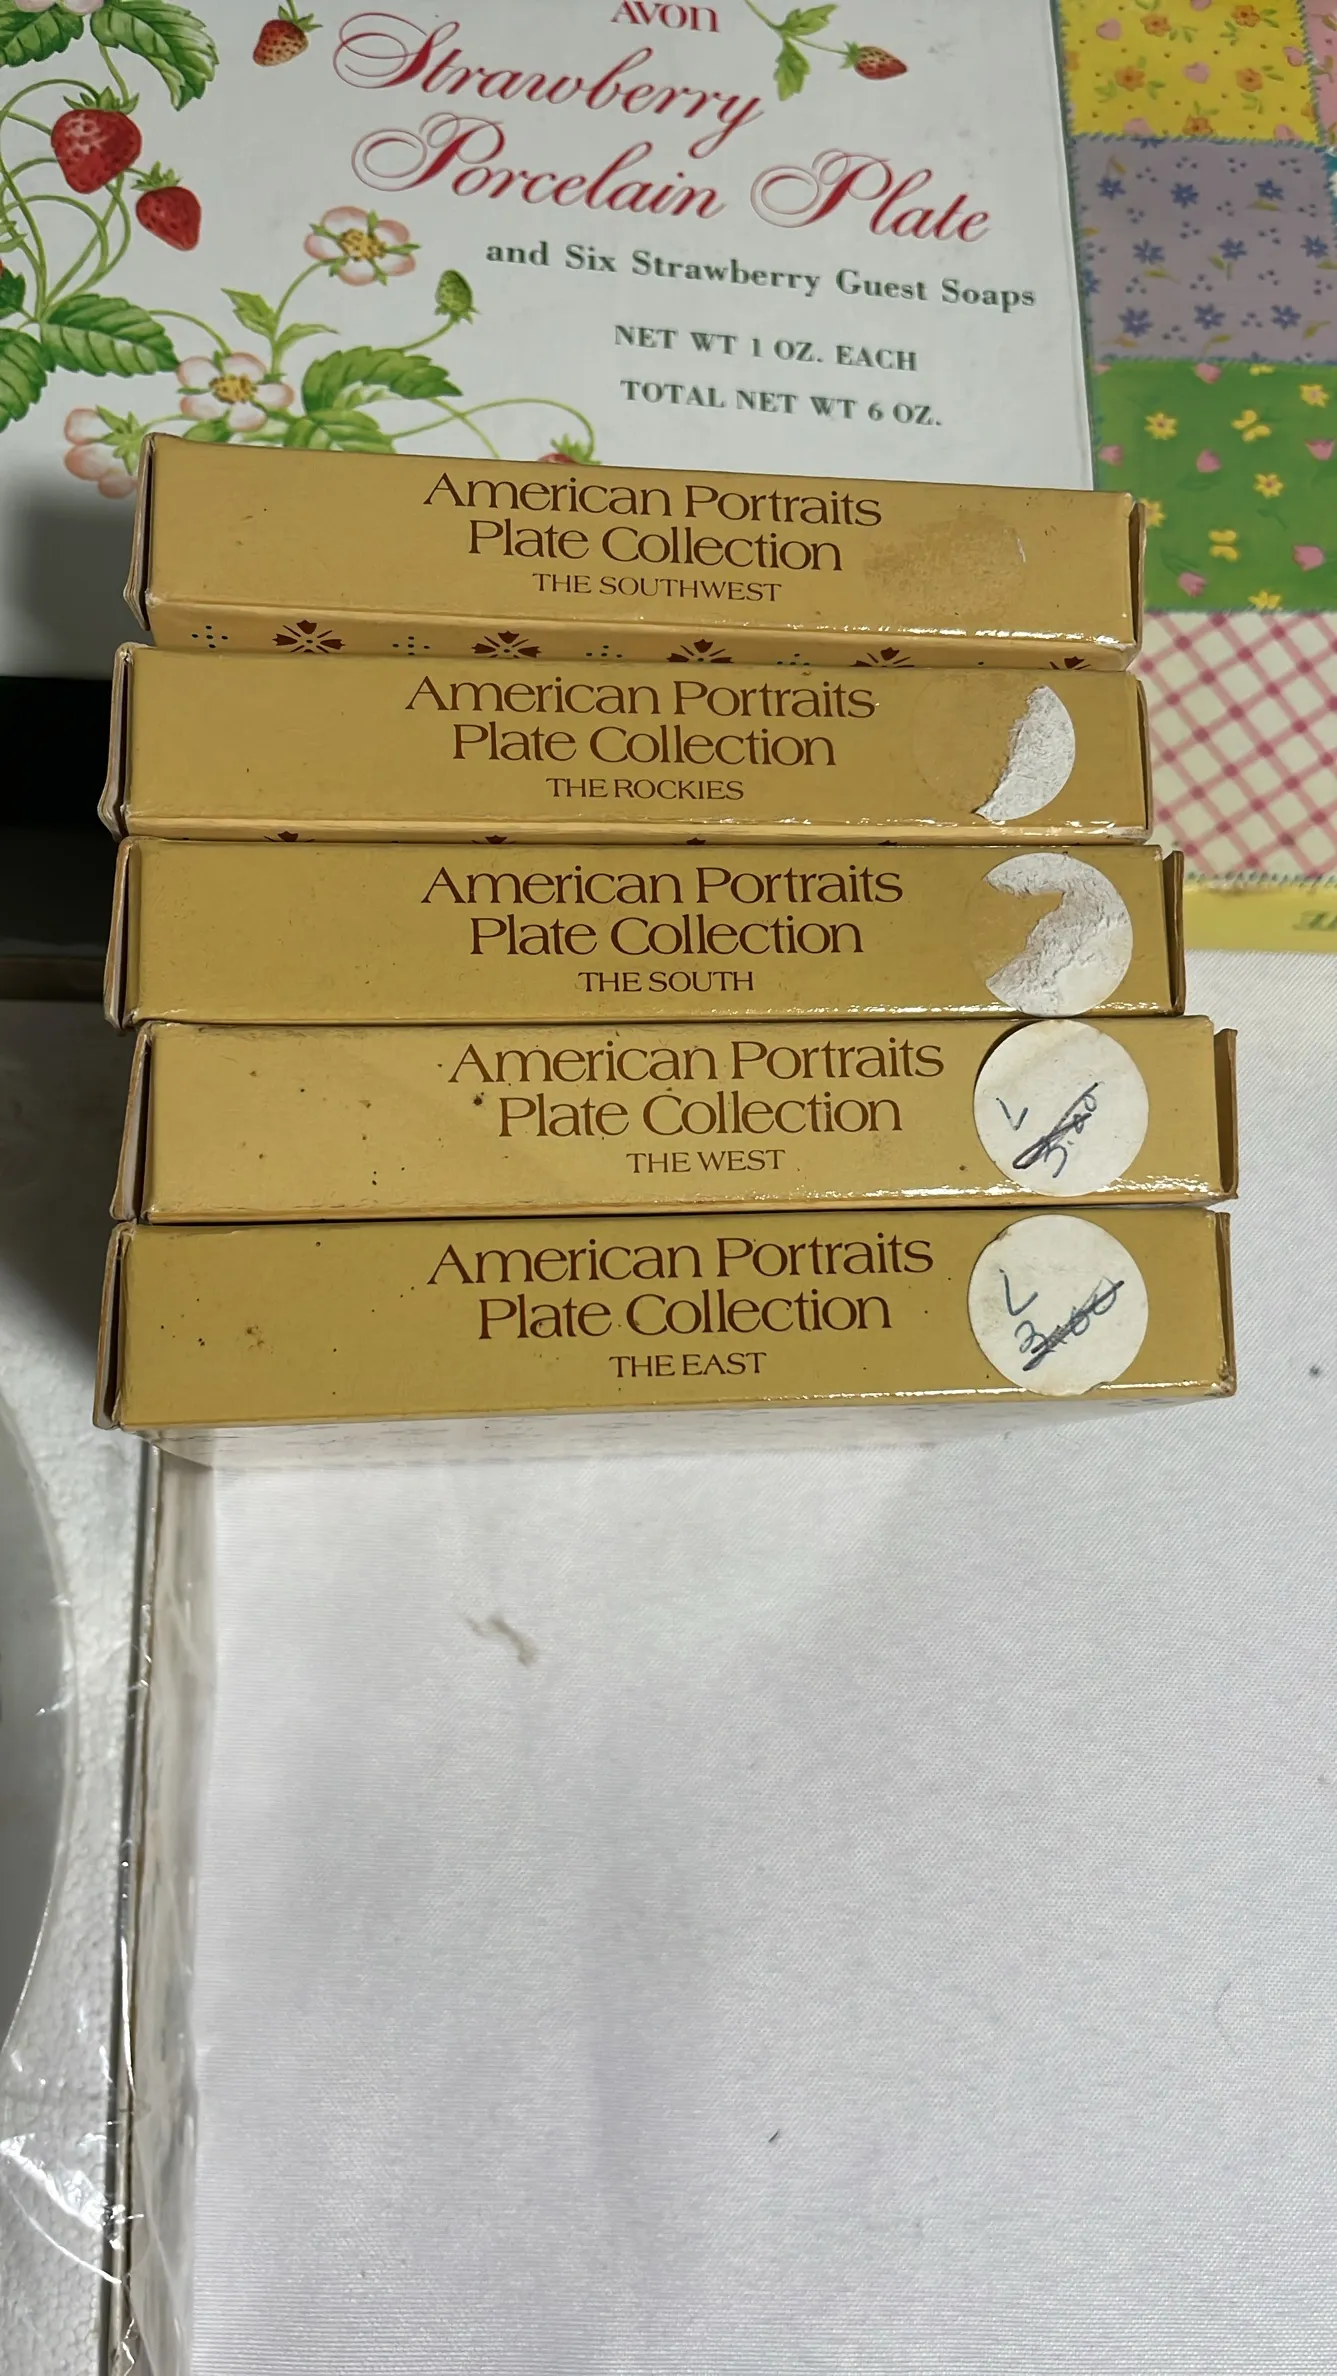 AVON
Strawberry
Porcelain Plate
and Six Strawberry Guest Soaps
NET WT 1 OZ. EACH
TOTAL NET WT 6 OZ.
American Portraits
Plate Collection
THE SOUTHWEST
American Portraits
Plate Collection
THE ROCKIES
American Portraits
Plate Collection
THE SOUTH
American Portraits
Plate Collection
THE WEST
L
American Portraits
Plate Collection
THE EAST
L